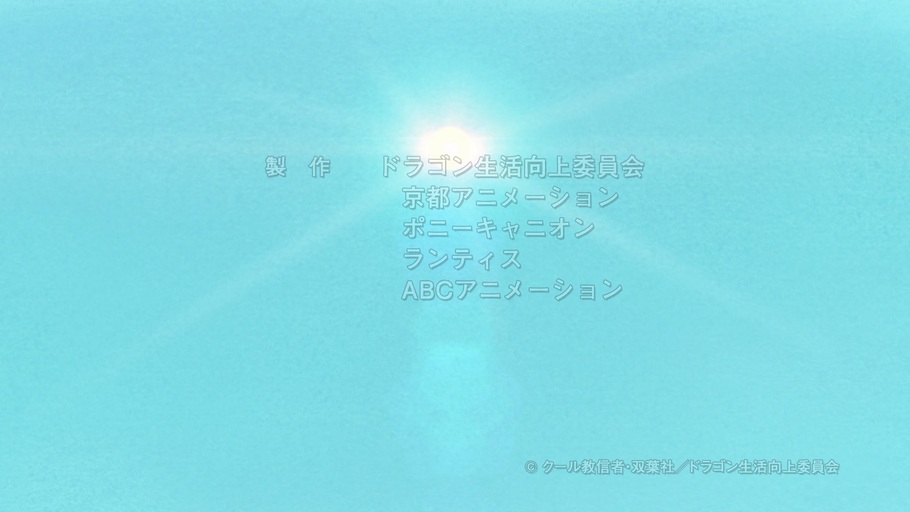 製 作 ドラゴン生活向上委員会
京都アニメーション
ポニーキャニオン
ランティス
ABCアニメーション
© クール教信者・双葉社／ドラゴン生活向上委員会